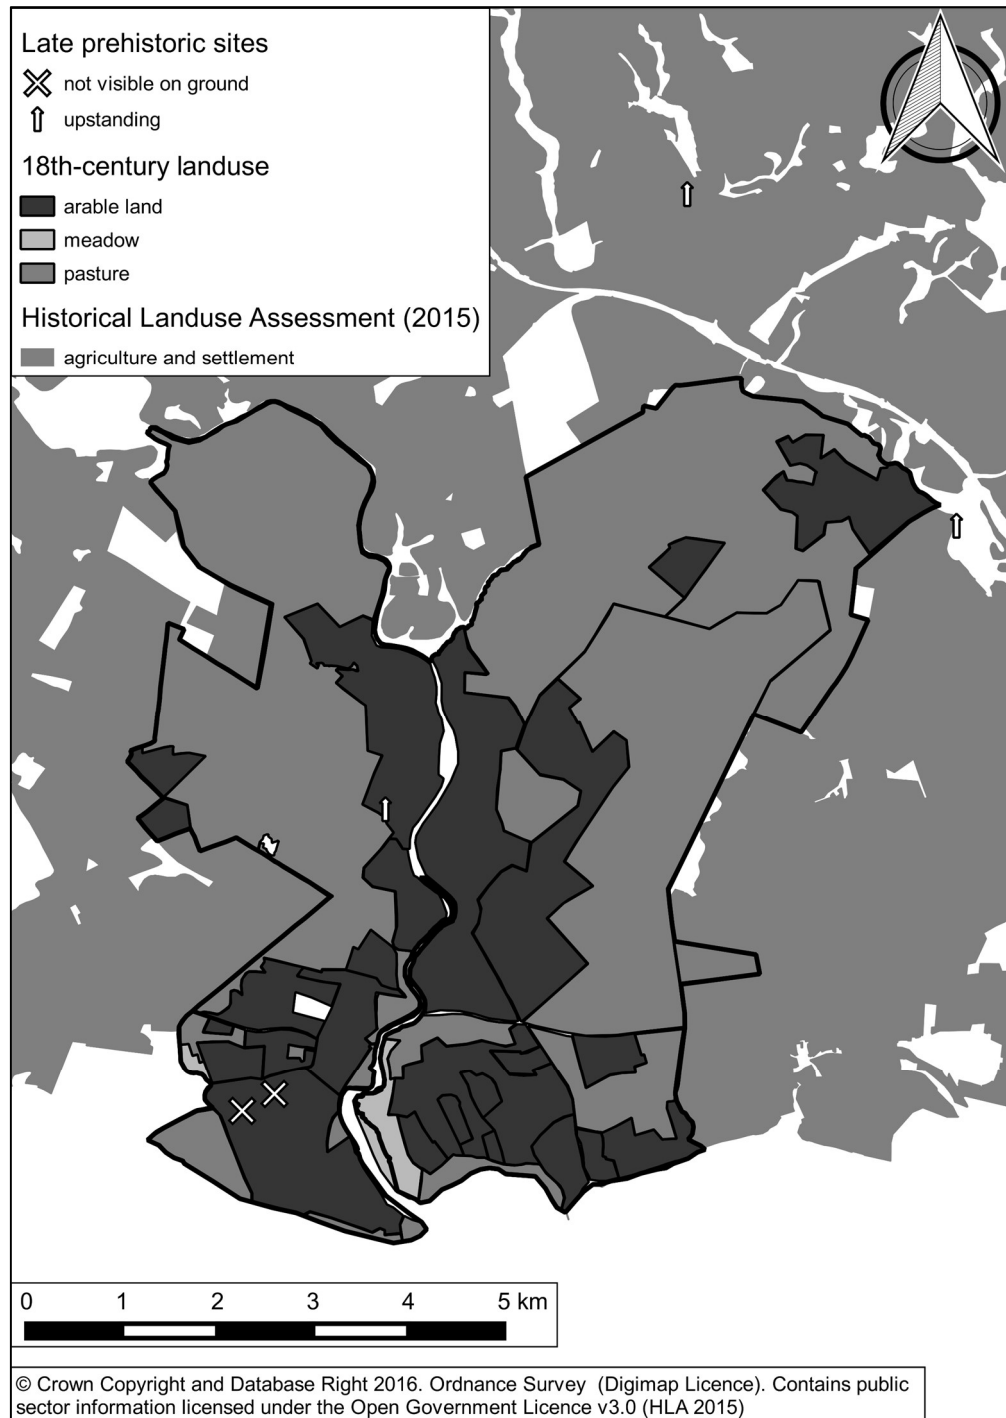 Late prehistoric sites
not visible on ground
upstanding
18th-century landuse
arable land
meadow
pasture
Historical Landuse Assessment (2015)
agriculture and settlement
0 1 2 3 4 5 km
© Crown Copyright and Database Right 2016. Ordnance Survey (Digimap Licence). Contains public
sector information licensed under the Open Government Licence v3.0 (HLA 2015)